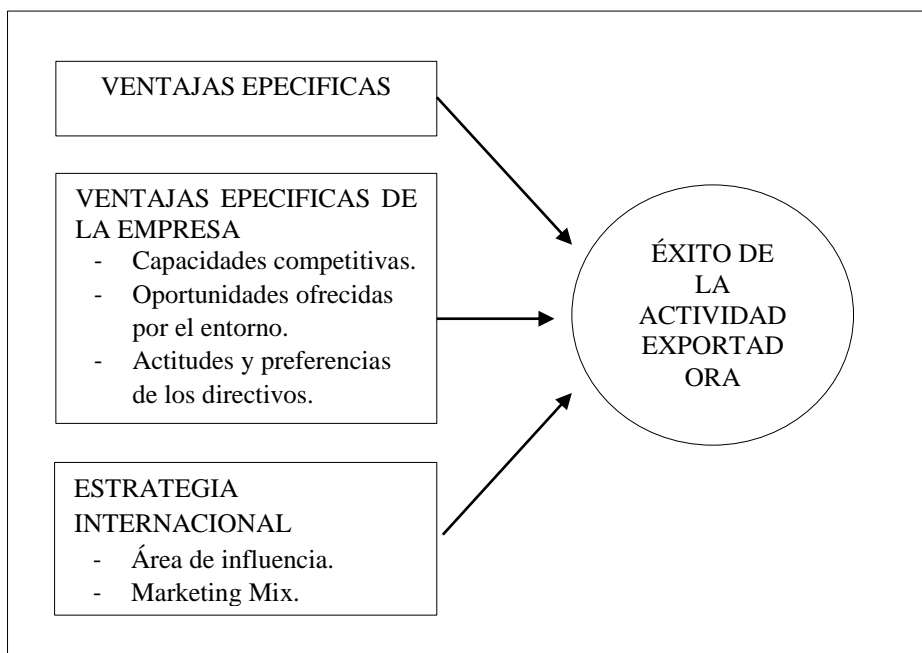 VENTAJAS EPECIFICAS
VENTAJAS EPECIFICAS DE
LA EMPRESA
- Capacidades competitivas.
- Oportunidades ofrecidas
por el entorno.
- Actitudes y preferencias
de los directivos.
ESTRATEGIA
INTERNACIONAL
- Área de influencia.
- Marketing Mix.
ÉXITO DE
LA
ACTIVIDAD
EXPORTAD
ORA